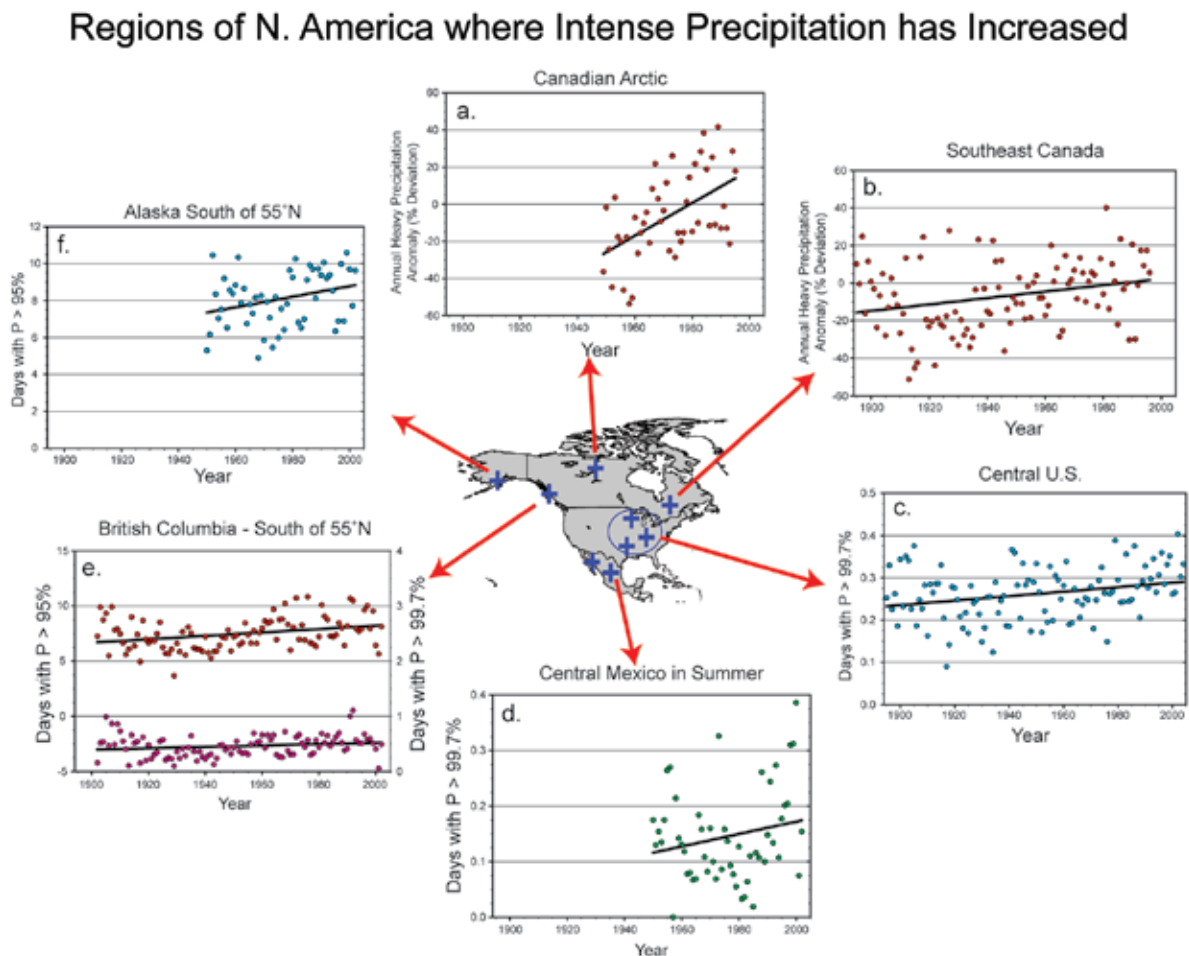 Regions of N. America where Intense Precipitation has Increased
Canadian Arctic
a.
60
40
20
0
-20
-40
-60
Annual Heavy Precipitation
Anomaly (% Deviation)
1900
1920
1940
1960
1980
2000
Year
Southeast Canada
b.
60
40
20
0
-20
-40
-60
Annual Heavy Precipitation
Anomaly (% Deviation)
1900
1920
1940
1960
1980
2000
Year
Alaska South of 55°N
f.
12
10
8
6
4
2
0
Days with P > 95%
1900
1920
1940
1960
1980
2000
Year
Central U.S.
c.
0.5
0.4
0.3
0.2
0.1
0.0
Days with P > 99.7%
1900
1920
1940
1960
1980
2000
Year
British Columbia - South of 55°N
e.
15
10
5
0
-5
Days with P > 95%
4
3
2
1
0
Days with P > 99.7%
1900
1920
1940
1960
1980
2000
Year
Central Mexico in Summer
d.
0.4
0.3
0.2
0.1
0.0
Days with P > 99.7%
1900
1920
1940
1960
1980
2000
Year